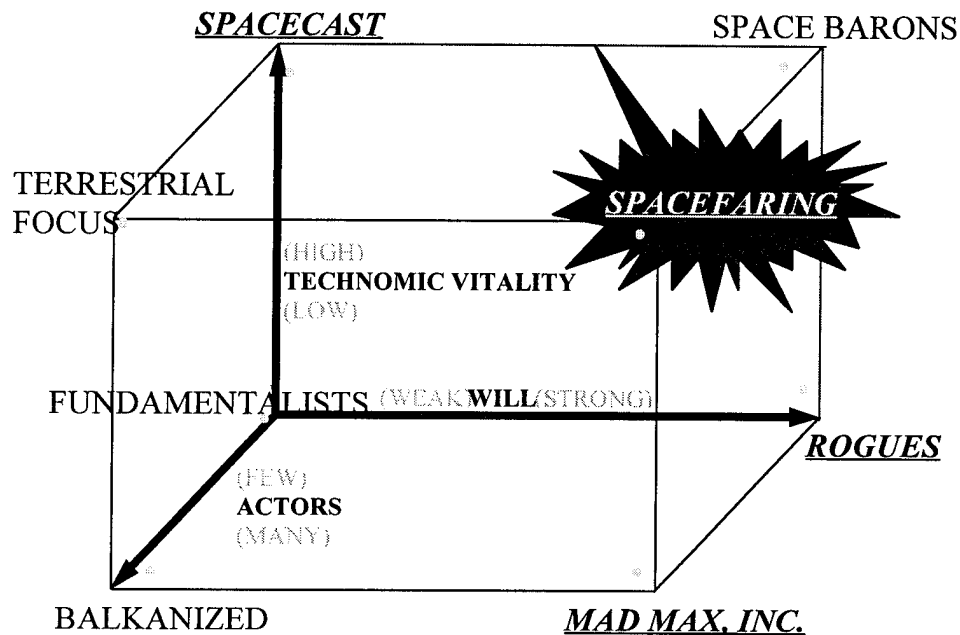 SPACECAST
SPACE BARONS
TERRESTRIAL
FOCUS
SPACEFARING
(HIGH)
TECHNOMIC VITALITY
(LOW)
FUNDAMENTALISTS
(WEAK)WILL(STRONG)
ROGUES
(FEW)
ACTORS
(MANY)
BALKANIZED
MAD MAX, INC.